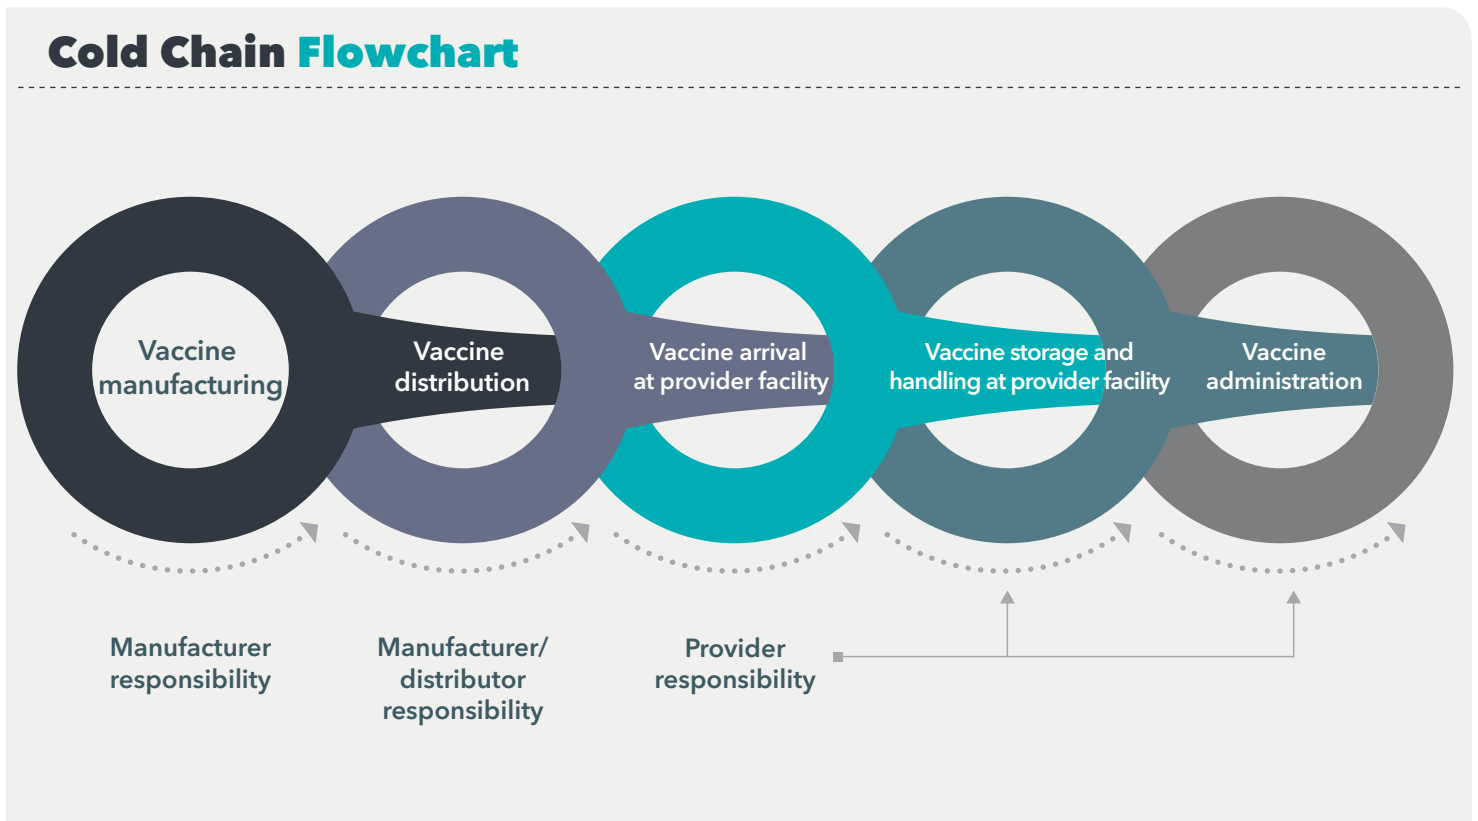 Cold Chain Flowchart
Vaccine
manufacturing
Vaccine
distribution
Vaccine arrival
at provider facility
Vaccine storage and
handling at provider facility
Vaccine
administration
Manufacturer
responsibility
Manufacturer/
distributor
responsibility
Provider
responsibility